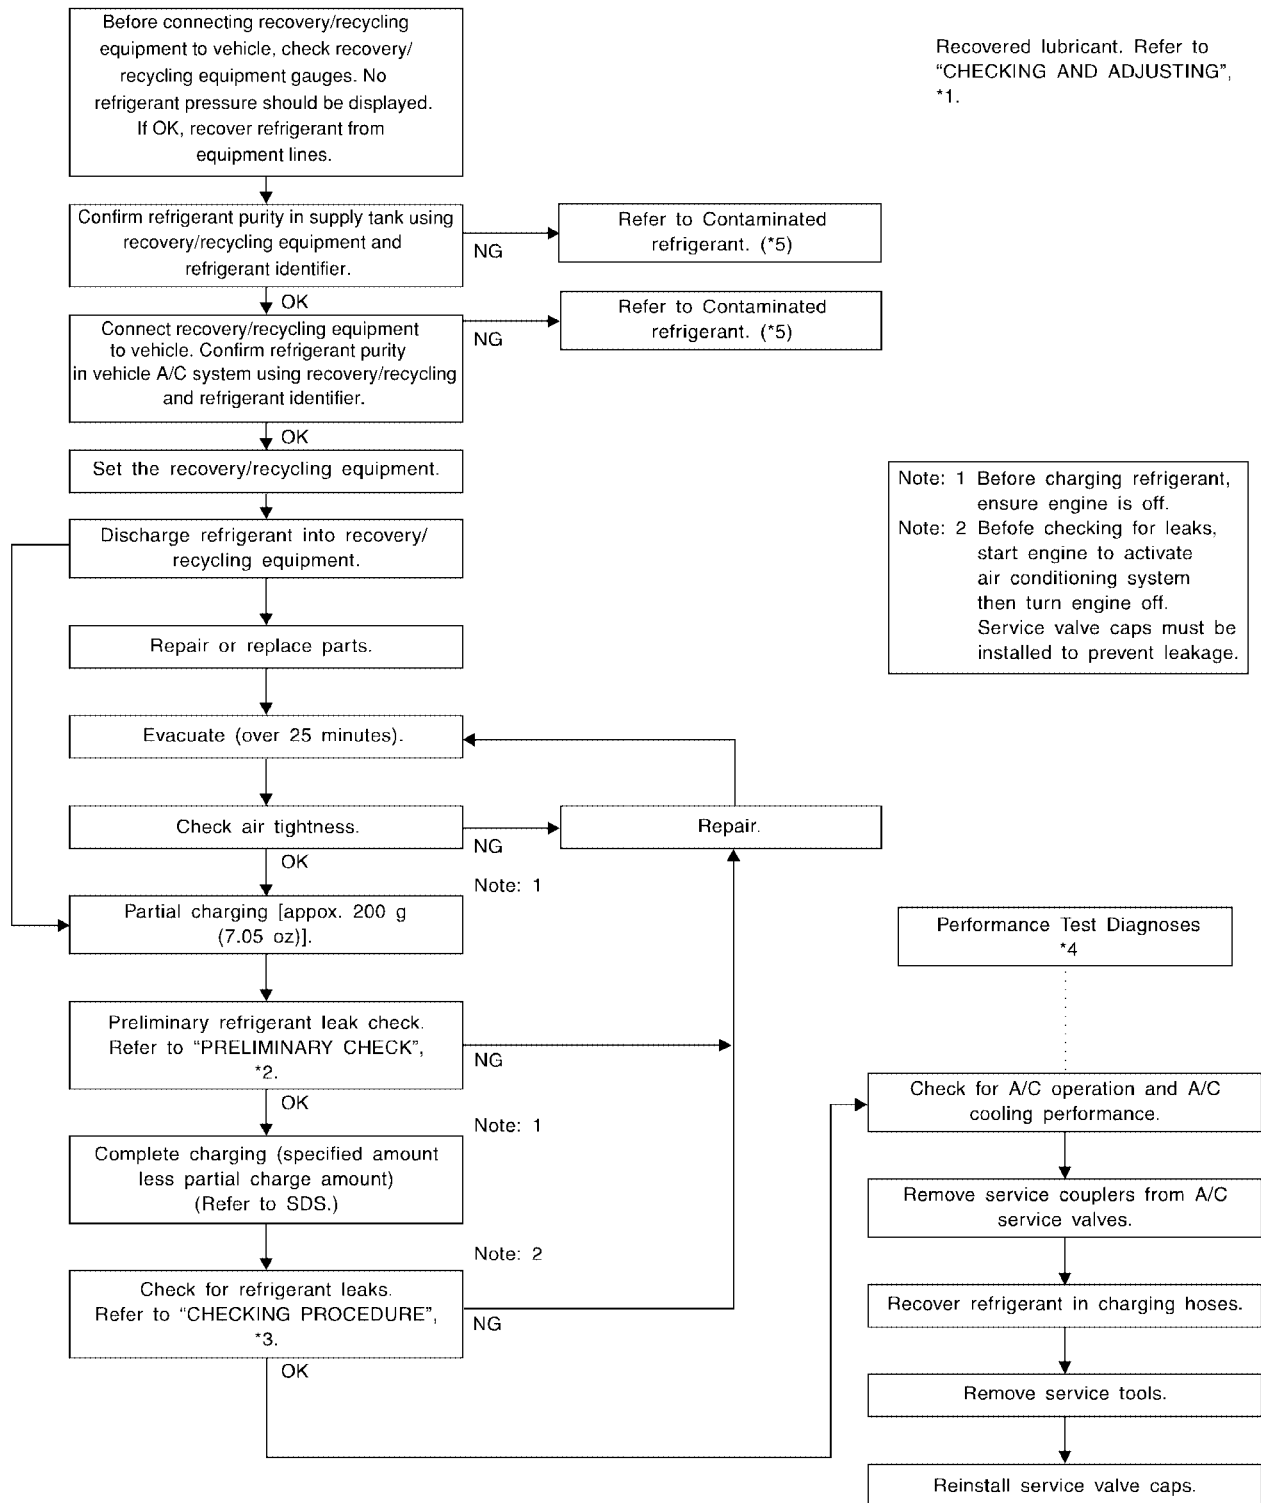 Before connecting recovery/recycling
equipment to vehicle, check recovery/
recycling equipment gauges. No
refrigerant pressure should be displayed.
If OK, recover refrigerant from
equipment lines.
Recovered lubricant. Refer to
“CHECKING AND ADJUSTING”,
*1.
Confirm refrigerant purity in supply tank using
recovery/recycling equipment and
refrigerant identifier.
NG
Refer to Contaminated
refrigerant. (*5)
OK
Connect recovery/recycling equipment
to vehicle. Confirm refrigerant purity
in vehicle A/C system using recovery/recycling
and refrigerant identifier.
NG
Refer to Contaminated
refrigerant. (*5)
OK
Set the recovery/recycling equipment.
Discharge refrigerant into recovery/
recycling equipment.
Note: 1 Before charging refrigerant,
ensure engine is off.
Note: 2 Befofe checking for leaks,
start engine to activate
air conditioning system
then turn engine off.
Service valve caps must be
installed to prevent leakage.
Repair or replace parts.
Evacuate (over 25 minutes).
Check air tightness.
NG
Repair.
OK
Note: 1
Partial charging [appox. 200 g
(7.05 oz)].
Preliminary refrigerant leak check.
Refer to “PRELIMINARY CHECK”,
*2.
NG
OK
Note: 1
Complete charging (specified amount
less partial charge amount)
(Refer to SDS.)
Note: 2
Check for refrigerant leaks.
Refer to “CHECKING PROCEDURE”,
*3.
NG
OK
Performance Test Diagnoses
*4
Check for A/C operation and A/C
cooling performance.
Remove service couplers from A/C
service valves.
Recover refrigerant in charging hoses.
Remove service tools.
Reinstall service valve caps.